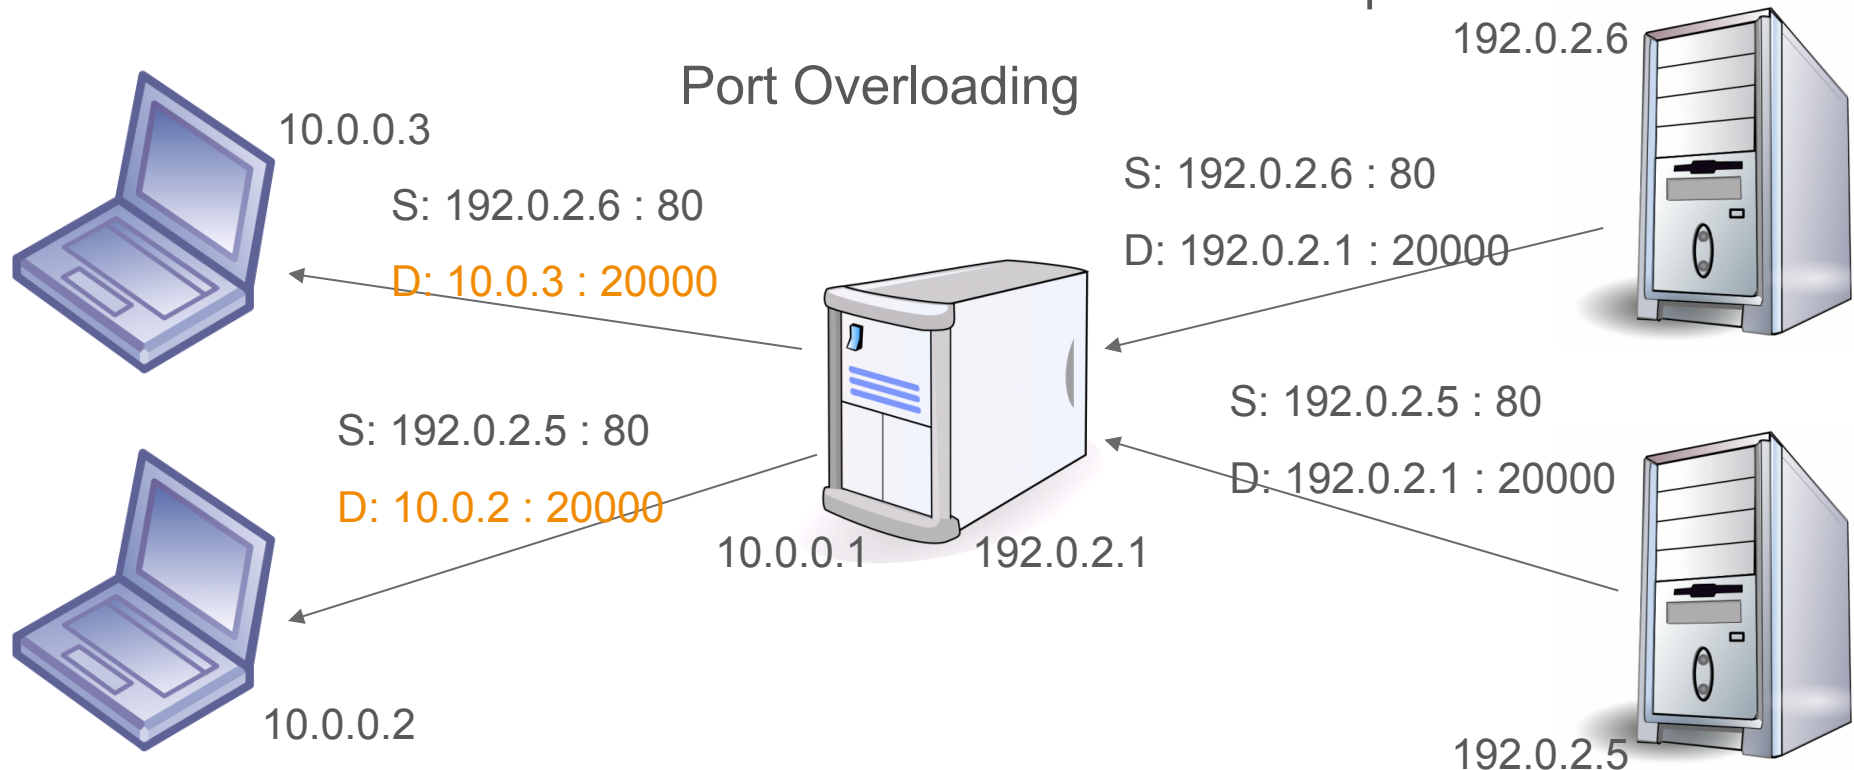 192.0.2.6
Port Overloading
10.0.0.3
S: 192.0.2.6 : 80
D: 192.0.2.1 : 20000
S: 192.0.2.6 : 80
D: 10.0.3 : 20000
S: 192.0.2.5 : 80
D: 192.0.2.1 : 20000
S: 192.0.2.5 : 80
D: 10.0.2 : 20000
10.0.0.1
192.0.2.1
10.0.0.2
192.0.2.5